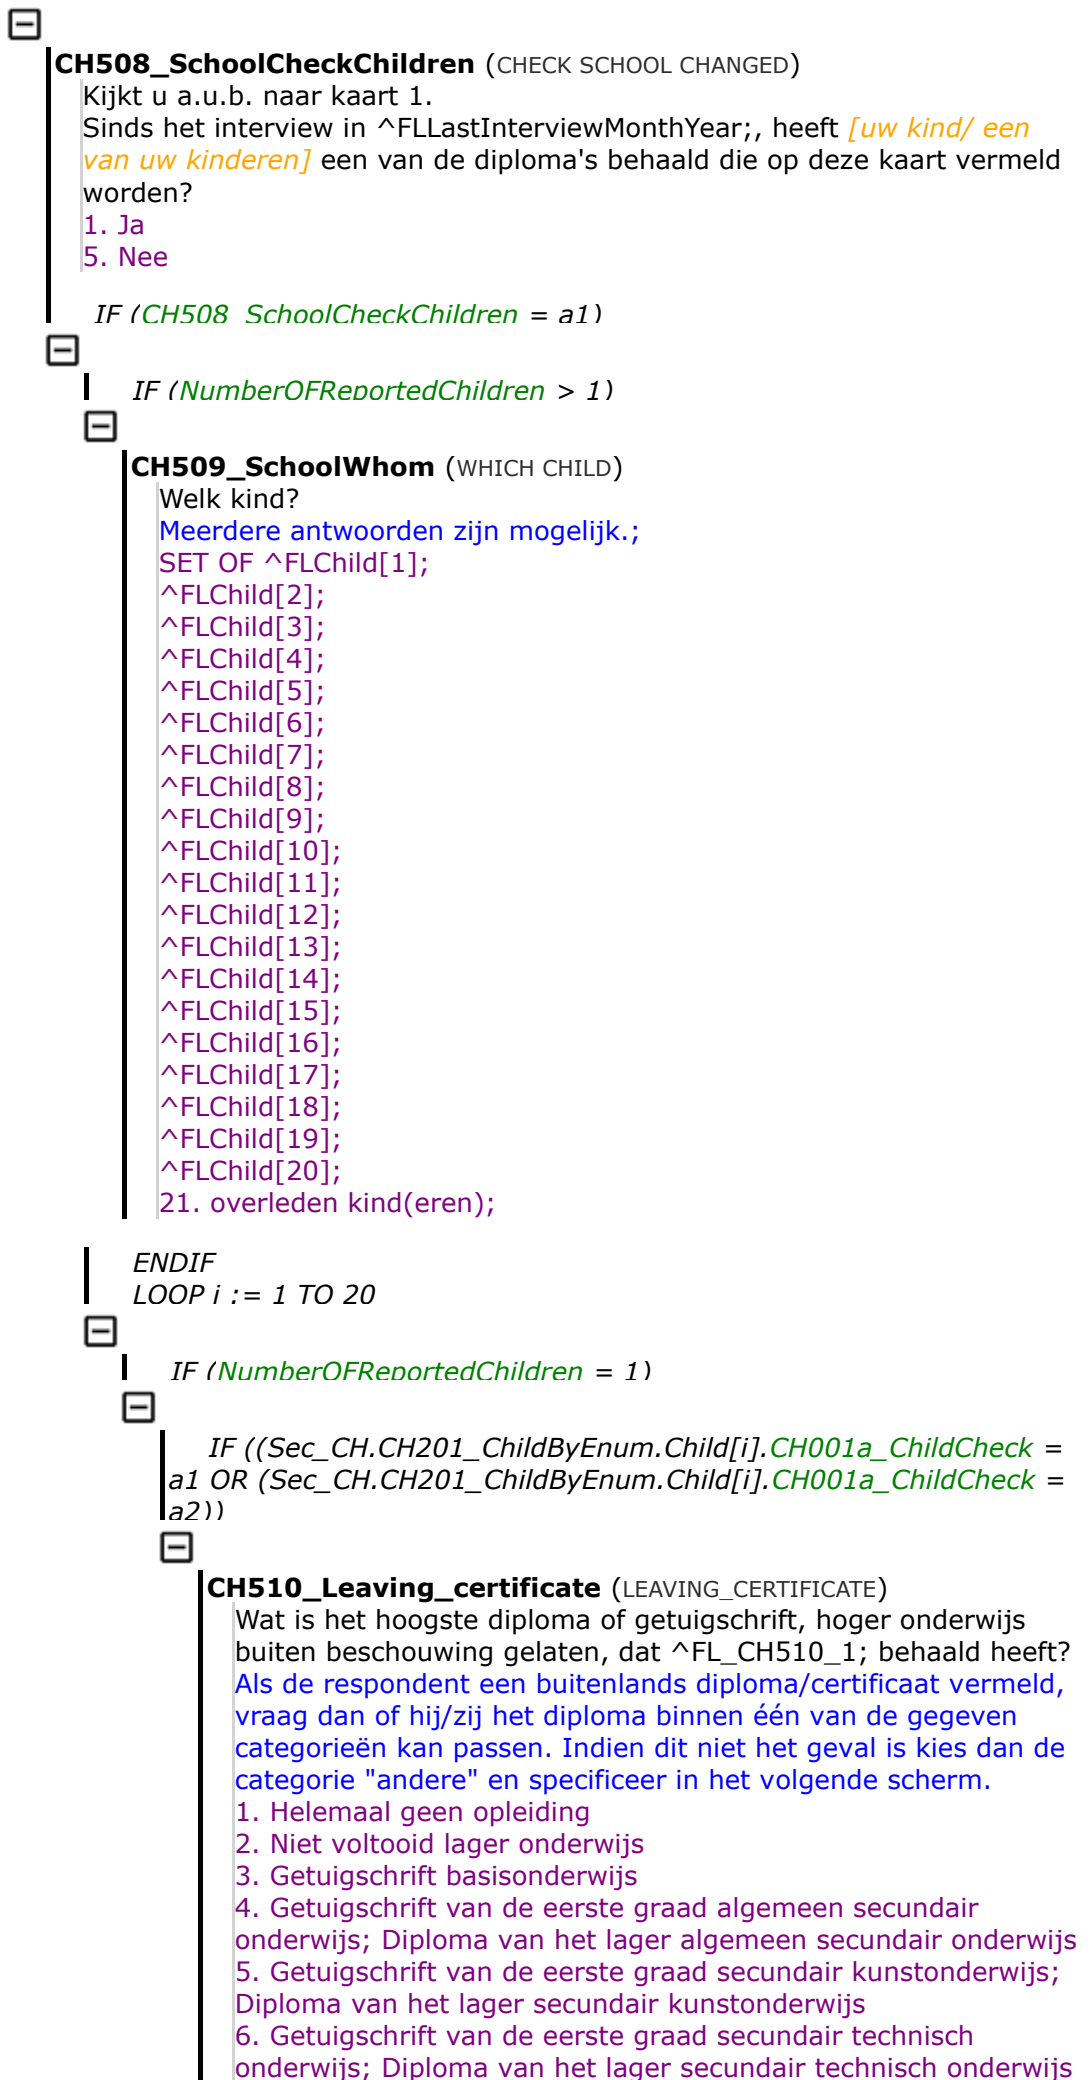 CH508_SchoolCheckChildren (CHECK SCHOOL CHANGED)
Kijkt u a.u.b. naar kaart 1.
Sinds het interview in ^FLLastInterviewMonthYear;, heeft [uw kind/ een
van uw kinderen] een van de diploma's behaald die op deze kaart vermeld
worden?
1. Ja
5. Nee
IF (CH508_SchoolCheckChildren = a1)
IF (NumberOFReportedChildren > 1)
CH509_SchoolWhom (WHICH CHILD)
Welk kind?
Meerdere antwoorden zijn mogelijk.;
SET OF ^FLChild[1];
^FLChild[2];
^FLChild[3];
^FLChild[4];
^FLChild[5];
^FLChild[6];
^FLChild[7];
^FLChild[8];
^FLChild[9];
^FLChild[10];
^FLChild[11];
^FLChild[12];
^FLChild[13];
^FLChild[14];
^FLChild[15];
^FLChild[16];
^FLChild[17];
^FLChild[18];
^FLChild[19];
^FLChild[20];
21. overleden kind(eren);
ENDIF
LOOP i := 1 TO 20
IF (NumberOFReportedChildren = 1)
IF ((Sec_CH.CH201_ChildByEnum.Child[i].CH001a_ChildCheck =
a1 OR (Sec_CH.CH201_ChildByEnum.Child[i].CH001a_ChildCheck =
a2))
CH510_Leaving_certificate (LEAVING_CERTIFICATE)
Wat is het hoogste diploma of getuigschrift, hoger onderwijs
buiten beschouwing gelaten, dat ^FL_CH510_1; behaald heeft?
Als de respondent een buitenlands diploma/certificaat vermeld,
vraag dan of hij/zij het diploma binnen één van de gegeven
categorieën kan passen. Indien dit niet het geval is kies dan de
categorie "andere" en specificeer in het volgende scherm.
1. Helemaal geen opleiding
2. Niet voltooid lager onderwijs
3. Getuigschrift basisonderwijs
4. Getuigschrift van de eerste graad algemeen secundair
onderwijs; Diploma van het lager algemeen secundair onderwijs
5. Getuigschrift van de eerste graad secundair kunstonderwijs;
Diploma van het lager secundair kunstonderwijs
6. Getuigschrift van de eerste graad secundair technisch
onderwijs; Diploma van het lager secundair technisch onderwijs